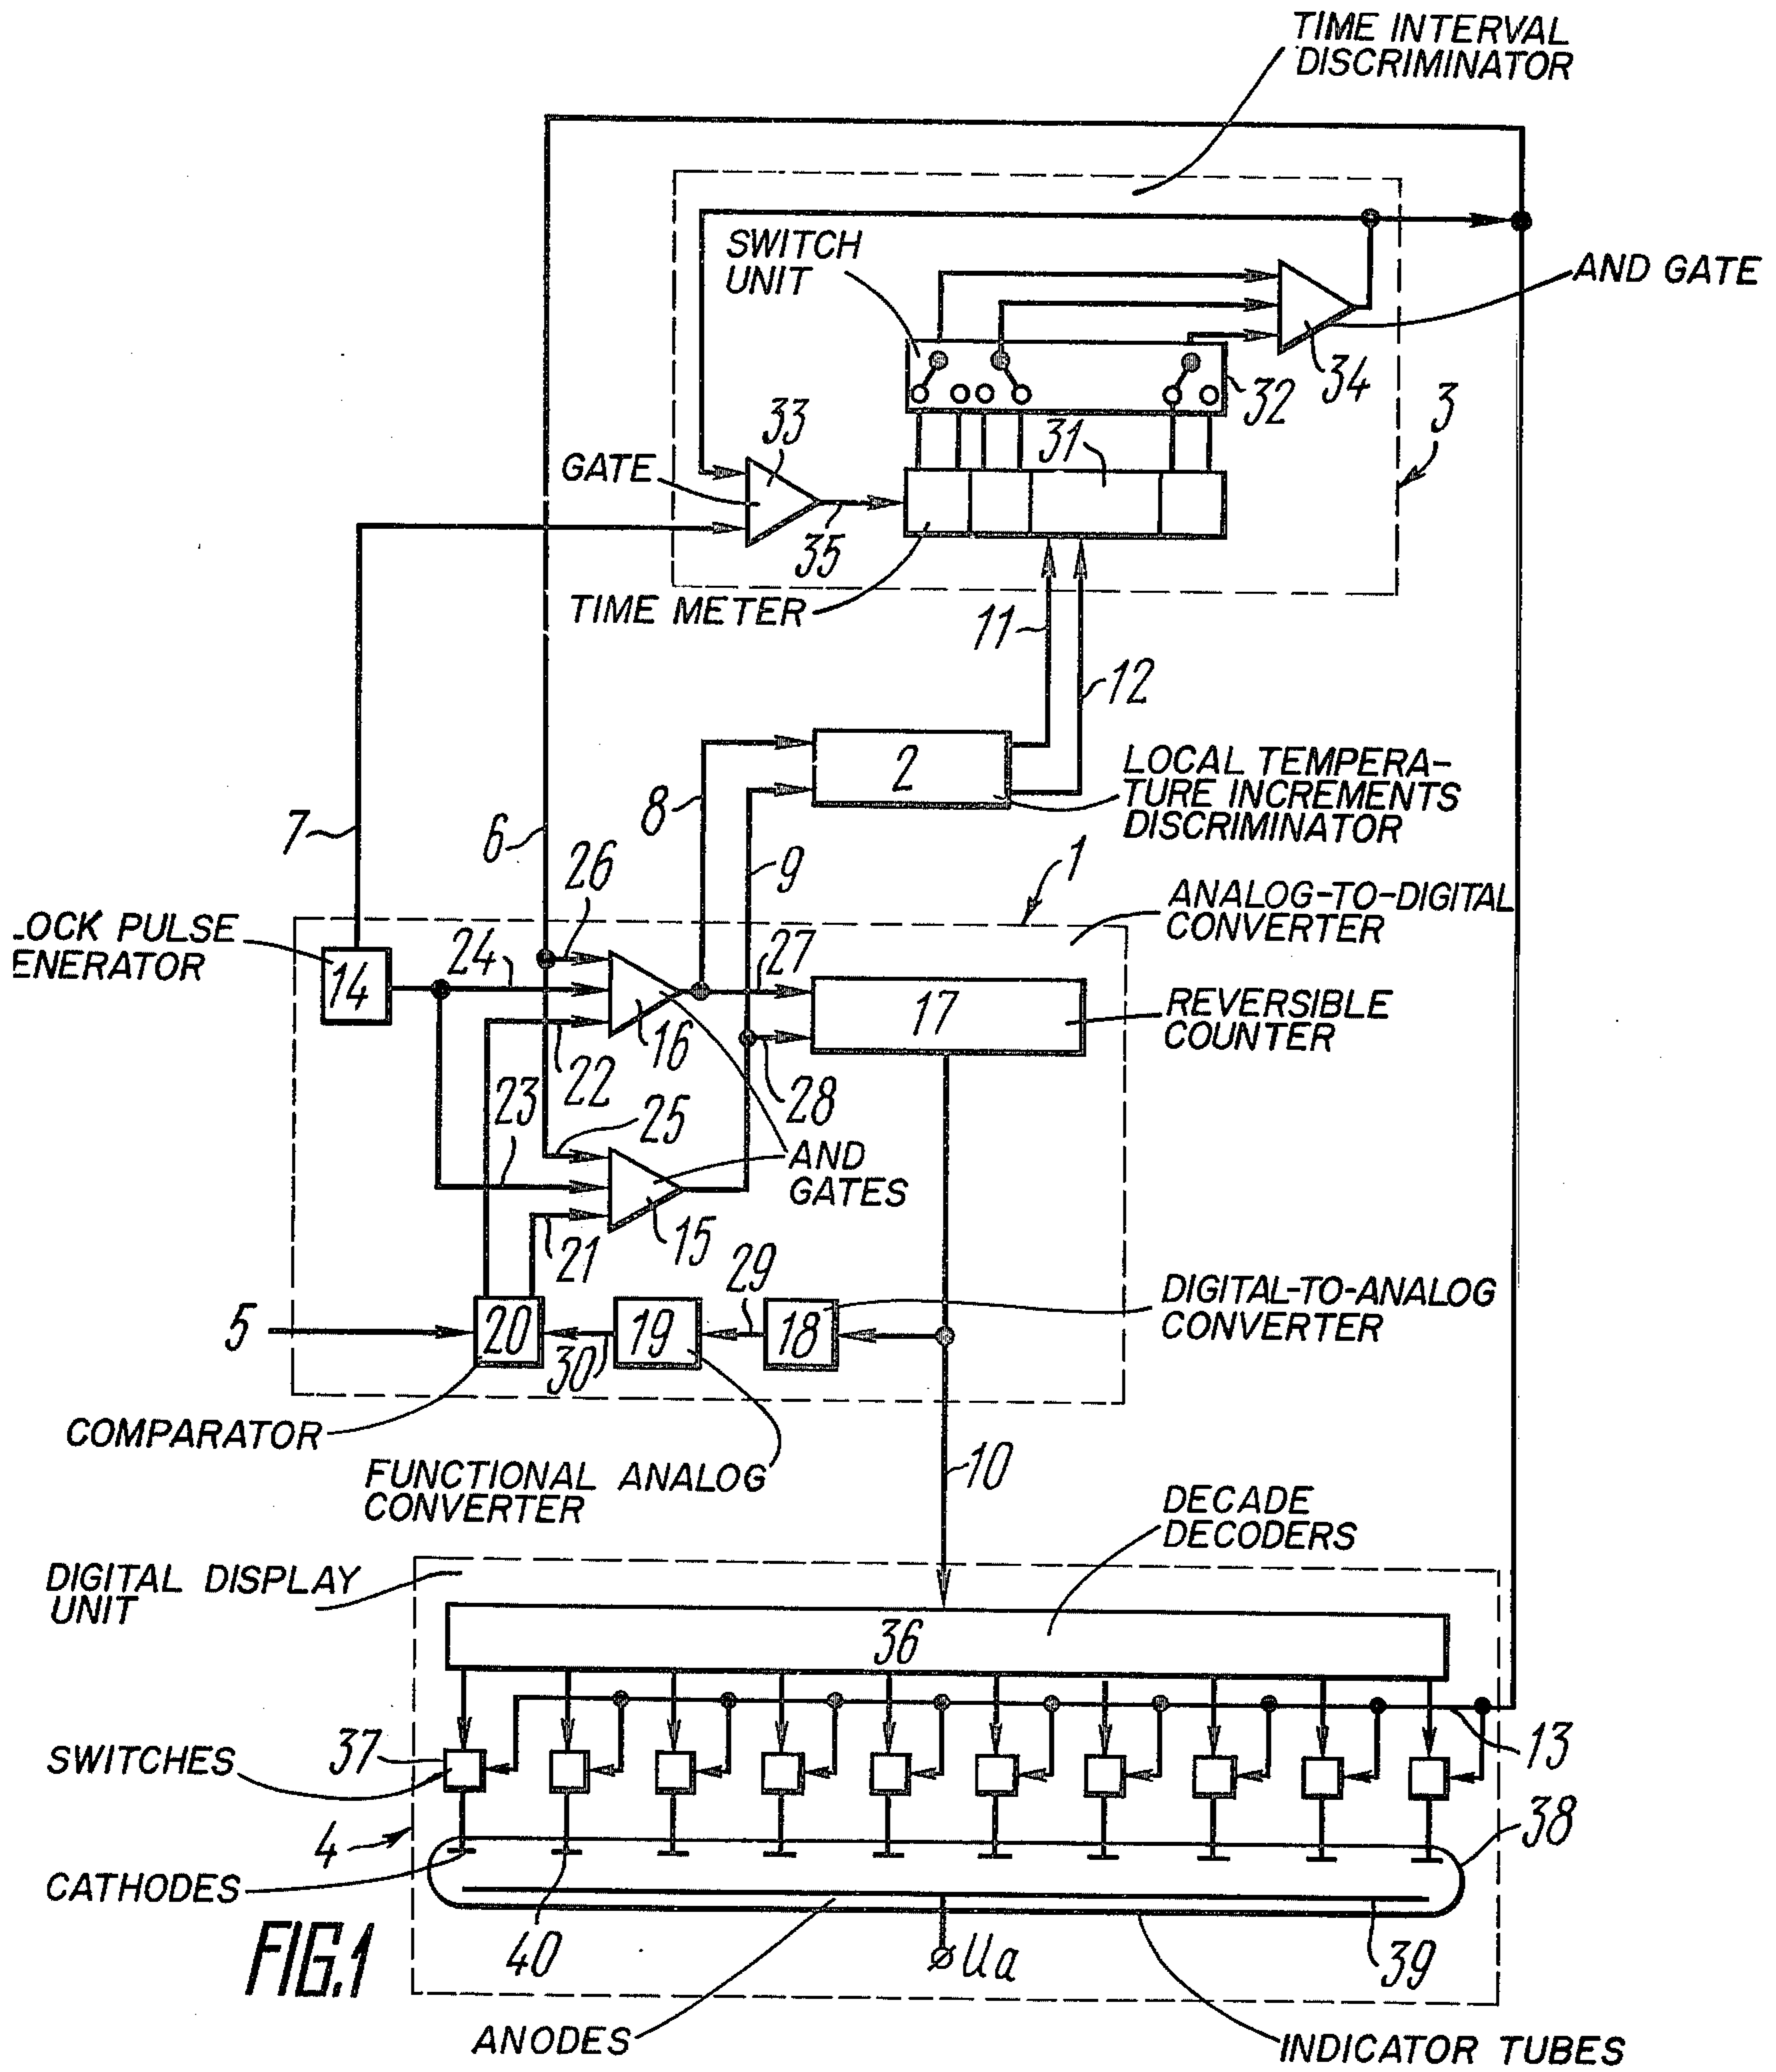 TIME INTERVAL
DISCRIMINATOR
SWITCH
UNIT
AND GATE
34
32
3
33
31
GATE
35
TIME METER
11
12
2
LOCAL TEMPERA-
TURE INCREMENTS
DISCRIMINATOR
8
7
6
26
9
1
ANALOG-TO-DIGITAL
CONVERTER
LOCK PULSE
ENERATOR
14
24
27
16
17
REVERSIBLE
COUNTER
22
28
23
25
AND
GATES
15
21
29
DIGITAL-TO-ANALOG
CONVERTER
5
20
19
18
30
COMPARATOR
FUNCTIONAL ANALOG
CONVERTER
10
DECADE
DECODERS
DIGITAL DISPLAY
UNIT
36
37
SWITCHES
13
4
38
CATHODES
40
Ua
39
FIG.1
ANODES
INDICATOR TUBES